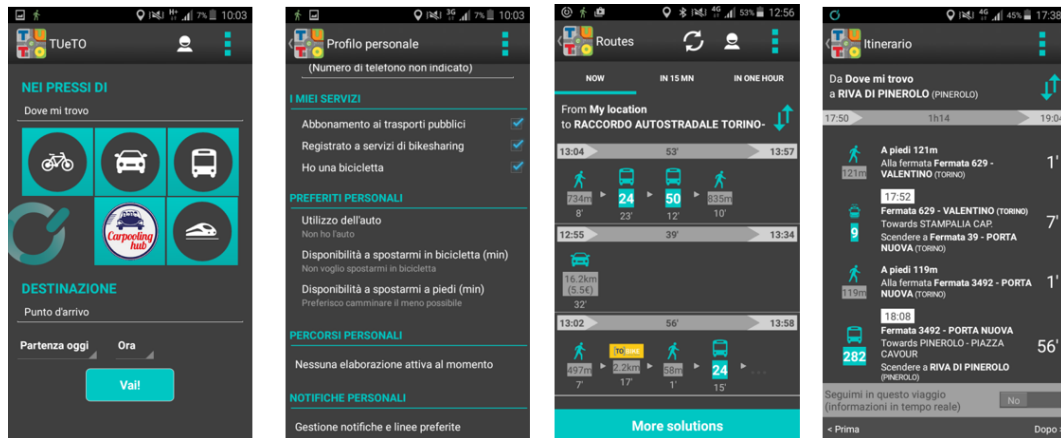 H+
7%
10:03
TUeTO
NEI PRESSI DI
Dove mi trovo
Carpooling
hub
DESTINAZIONE
Punto d'arrivo
Partenza oggi
Ora
Vai!
3G
7%
10:03
Profilo personale
(Numero di telefono non indicato)
I MIEI SERVIZI
Abbonamento ai trasporti pubblici
Registrato a servizi di bikesharing
Ho una bicicletta
PREFERITI PERSONALI
Utilizzo dell'auto
Non ho l'auto
Disponibilità a spostarmi in bicicletta (min)
Non voglio spostarmi in bicicletta
Disponibilità a spostarmi a piedi (min)
Preferisco camminare il meno possibile
PERCORSI PERSONALI
Nessuna elaborazione attiva al momento
NOTIFICHE PERSONALI
Gestione notifiche e linee preferite
4G
53%
12:56
Routes
NOW
IN 15 MN
IN ONE HOUR
From My location
to RACCORDO AUTOSTRADALE TORINO-
13:04
53'
13:57
734m
24
50
835m
8'
23'
12'
10'
12:55
39'
13:34
16.2km
(5.5€)
32'
13:02
56'
13:58
[TO]BIKE
497m
2.2km
58m
24
...
7'
17'
1'
15'
More solutions
4G
45%
17:38
Itinerario
Da Dove mi trovo
a RIVA DI PINEROLO (PINEROLO)
17:50
1h14
19:04
A piedi 121m
Alla fermata Fermata 629 -
VALENTINO (TORINO)
121m
1'
17:52
Fermata 629 - VALENTINO (TORINO)
Towards STAMPALIA CAP.
Scendere a Fermata 39 - PORTA
NUOVA (TORINO)
9
7'
A piedi 119m
Alla fermata Fermata 3492 - PORTA
NUOVA (TORINO)
119m
1'
18:08
Fermata 3492 - PORTA NUOVA
Towards PINEROLO - PIAZZA
CAVOUR
Scendere a RIVA DI PINEROLO
(PINEROLO)
282
56'
Seguimi in questo viaggio
(informazioni in tempo reale)
No
< Prima
Dopo